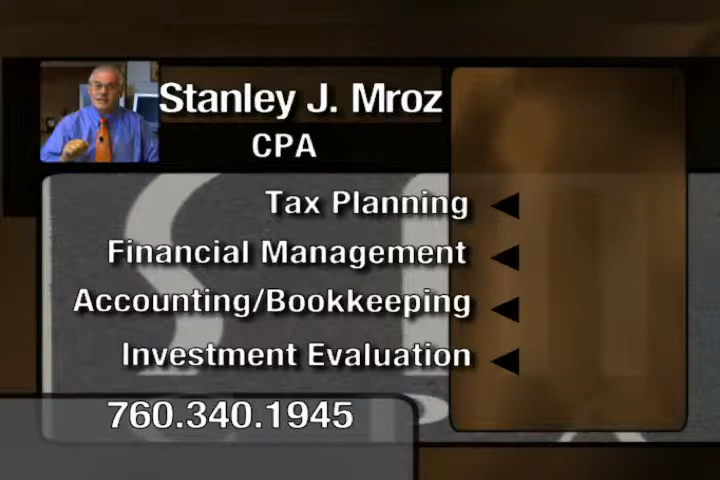 Stanley J. Mroz
CPA
Tax Planning
Financial Management
Accounting/Bookkeeping
Investment Evaluation
760.340.1945